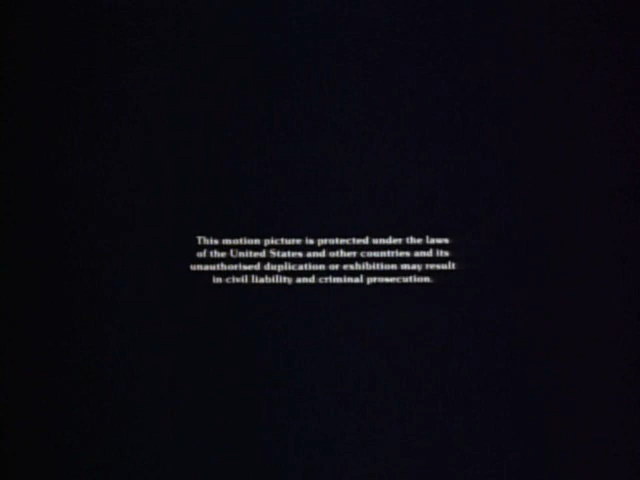 This motion picture is protected under the laws
of the United States and other countries and its
unauthorised duplication or exhibition may result
in civil liability and criminal prosecution.